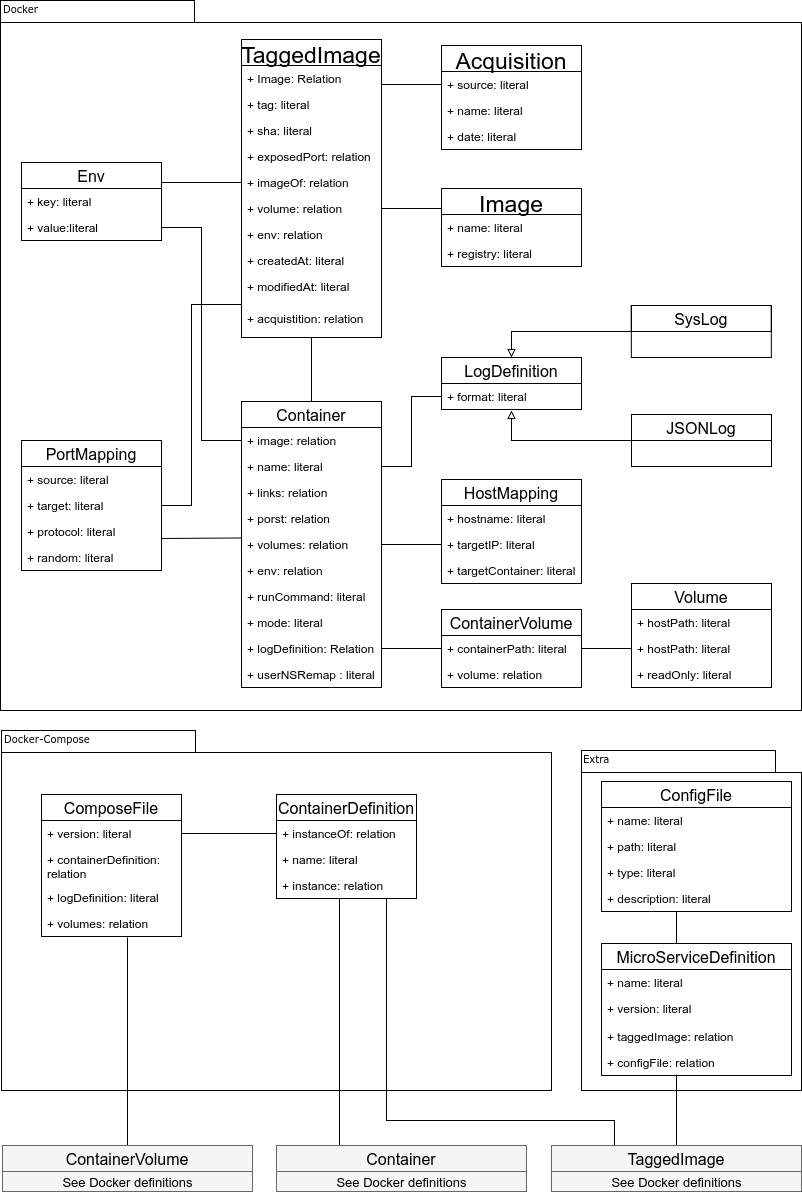 Docker
TaggedImage
+ Image: Relation
+ tag: literal
+ sha: literal
+ exposedPort: relation
+ imageOf: relation
+ volume: relation
+ env: relation
+ createdAt: literal
+ modifiedAt: literal
+ acquistition: relation
Acquisition
+ source: literal
+ name: literal
+ date: literal
Env
+ key: literal
+ value:literal
Image
+ name: literal
+ registry: literal
SysLog
LogDefinition
+ format: literal
JSONLog
Container
+ image: relation
+ name: literal
+ links: relation
+ porst: relation
+ volumes: relation
+ env: relation
+ runCommand: literal
+ mode: literal
+ logDefinition: Relation
+ userNSRemap : literal
PortMapping
+ source: literal
+ target: literal
+ protocol: literal
+ random: literal
HostMapping
+ hostname: literal
+ targetIP: literal
+ targetContainer: literal
ContainerVolume
+ containerPath: literal
+ volume: relation
Volume
+ hostPath: literal
+ hostPath: literal
+ readOnly: literal
Docker-Compose
ComposeFile
+ version: literal
+ containerDefinition:
relation
+ logDefinition: literal
+ volumes: relation
ContainerDefinition
+ instanceOf: relation
+ name: literal
+ instance: relation
Extra
ConfigFile
+ name: literal
+ path: literal
+ type: literal
+ description: literal
MicroServiceDefinition
+ name: literal
+ version: literal
+ taggedImage: relation
+ configFile: relation
ContainerVolume
See Docker definitions
Container
See Docker definitions
TaggedImage
See Docker definitions